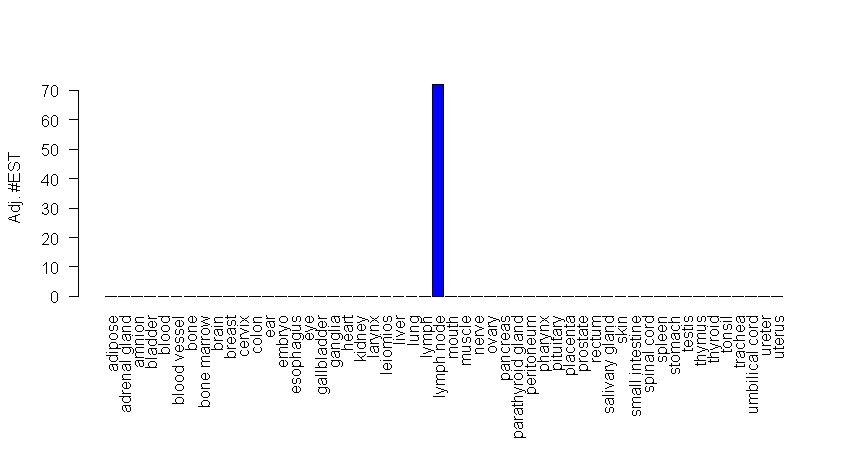 Adj. #EST
70
60
50
40
30
20
10
0
adipose
adrenal gland
amnion
bladder
blood
blood vessel
bone
bone marrow
brain
breast
cervix
colon
ear
embryo
esophagus
eye
gallbladder
ganglia
heart
kidney
larynx
leiomios
liver
lung
lymph
lymph node
mouth
muscle
nerve
ovary
pancreas
parathyroid gland
peritoneum
pharynx
pituitary
placenta
prostate
rectum
salivary gland
skin
small intestine
spinal cord
spleen
stomach
testis
thymus
thyroid
tonsil
trachea
umbilical cord
ureter
uterus